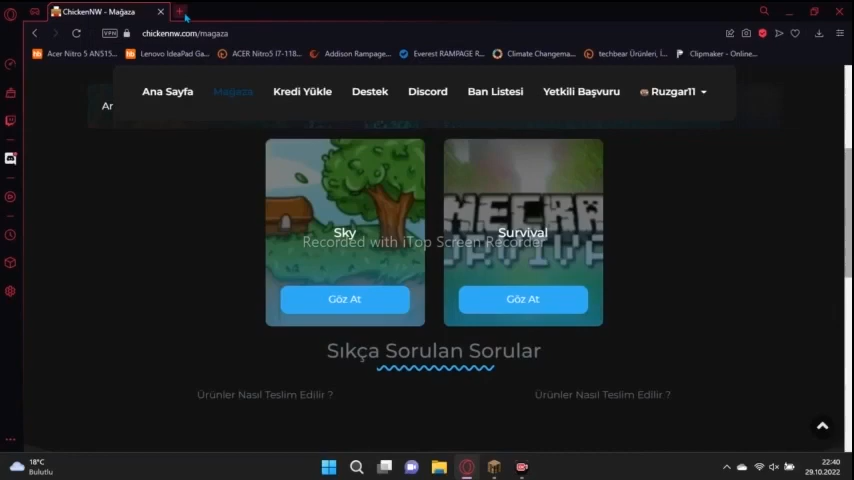 ChickenNW - Mağaza
VPN
chickennw.com/magaza
Acer Nitro 5 AN515...
Lenovo IdeaPad Ga...
ACER Nitro5 I7-118...
Addison Rampage...
Everest RAMPAGE R...
Climate Changema...
techbear Ürünleri, İ...
Clipmaker - Online...
Ana Sayfa
Mağaza
Kredi Yükle
Destek
Discord
Ban Listesi
Yetkili Başvuru
Ruzgar11
Ar
Sky
Survival
Recorded with iTop Screen Recorder
Göz At
Göz At
Sıkça Sorulan Sorular
Ürünler Nasıl Teslim Edilir ?
Ürünler Nasıl Teslim Edilir ?
18°C
Bulutlu
22:40
29.10.2022